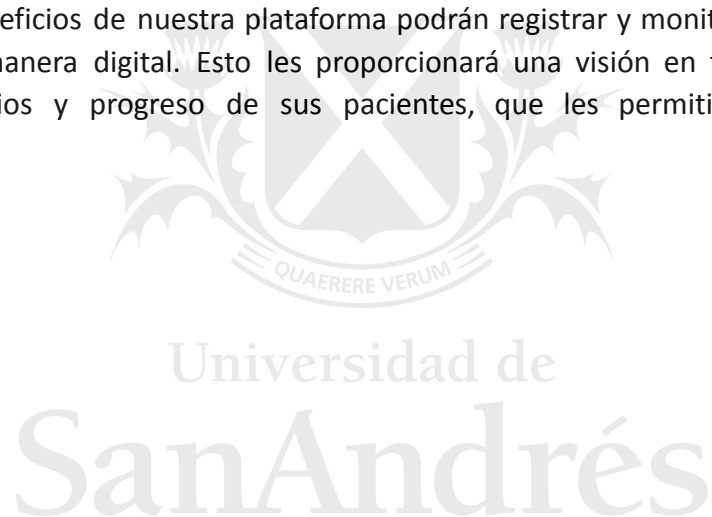 eficios de nuestra plataforma podrán registrar y monit
anera digital. Esto les proporcionará una visión en t
ios y progreso de sus pacientes, que les permiti
QUAERERE VERUM
Universidad de
SanAndrés